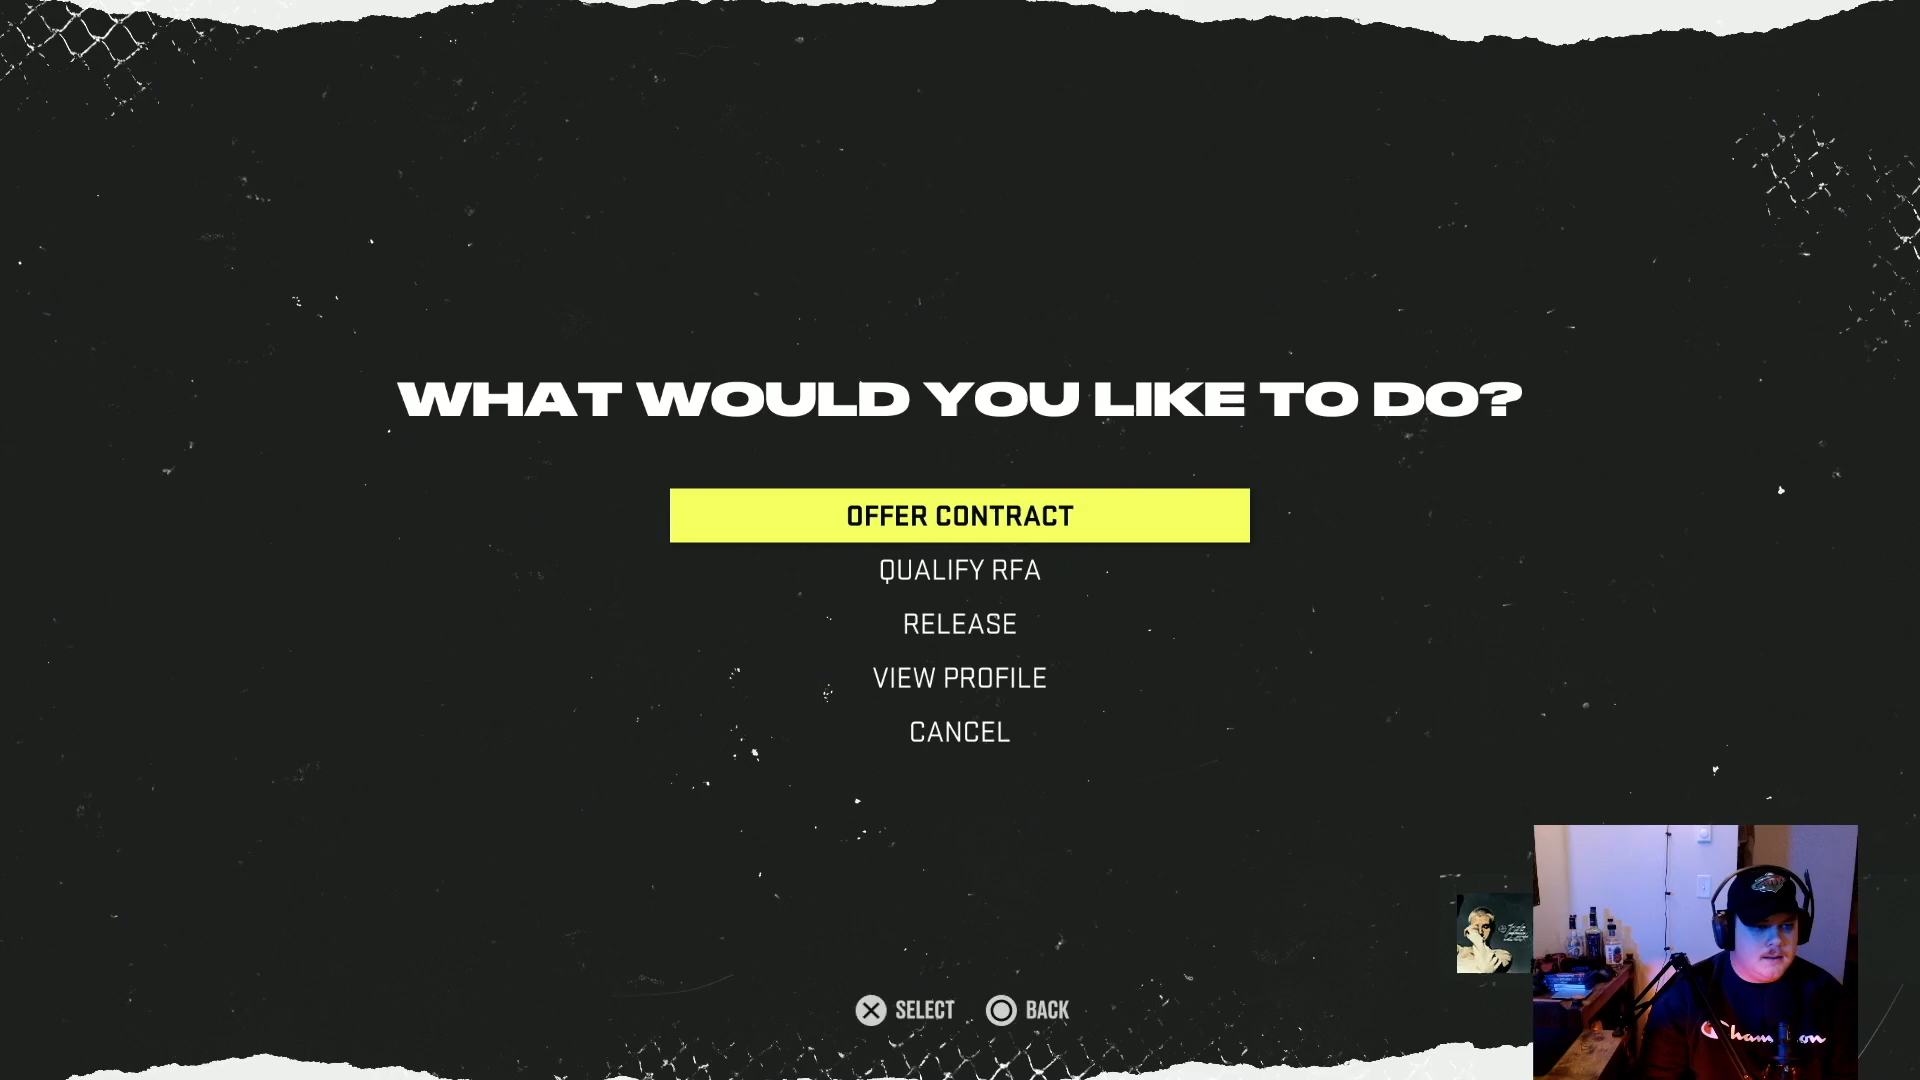 WHAT WOULD YOU LIKE TO DO?
OFFER CONTRACT
QUALIFY RFA
RELEASE
VIEW PROFILE
CANCEL
SELECT
BACK